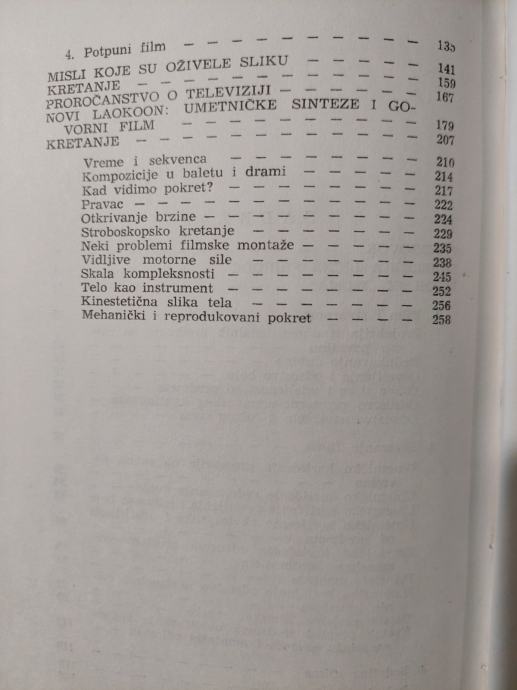 4. Potpuni film — — — — — — — — — 135
MISLI KOJE SU OŽIVELE SLIKU — — — — 141
KRETANJE — — — — — — — — — — — 159
PROROČANSTVO O TELEVIZIJI — — — — — 167
NOVI LAOKOON: UMETNIČKE SINTEZE I GO-
VORNI FILM — — — — — — — — — 179
KRETANJE — — — — — — — — — — — 207
Vreme i sekvenca — — — — — — — 210
Kompozicije u baletu i drami — — — — 214
Kad vidimo pokret? — — — — — — — 217
Pravac — — — — — — — — — — 222
Otkrivanje brzine — — — — — — — — 224
Stroboskopsko kretanje — — — — — — 229
Neki problemi filmske montaže — — — — 235
Vidljive motorne sile — — — — — — 238
Skala kompleksnosti — — — — — — — 245
Telo kao instrument — — — — — — — 252
Kinestetična slika tela — — — — — — 256
Mehanički i reprodukovani pokret — — — — 258